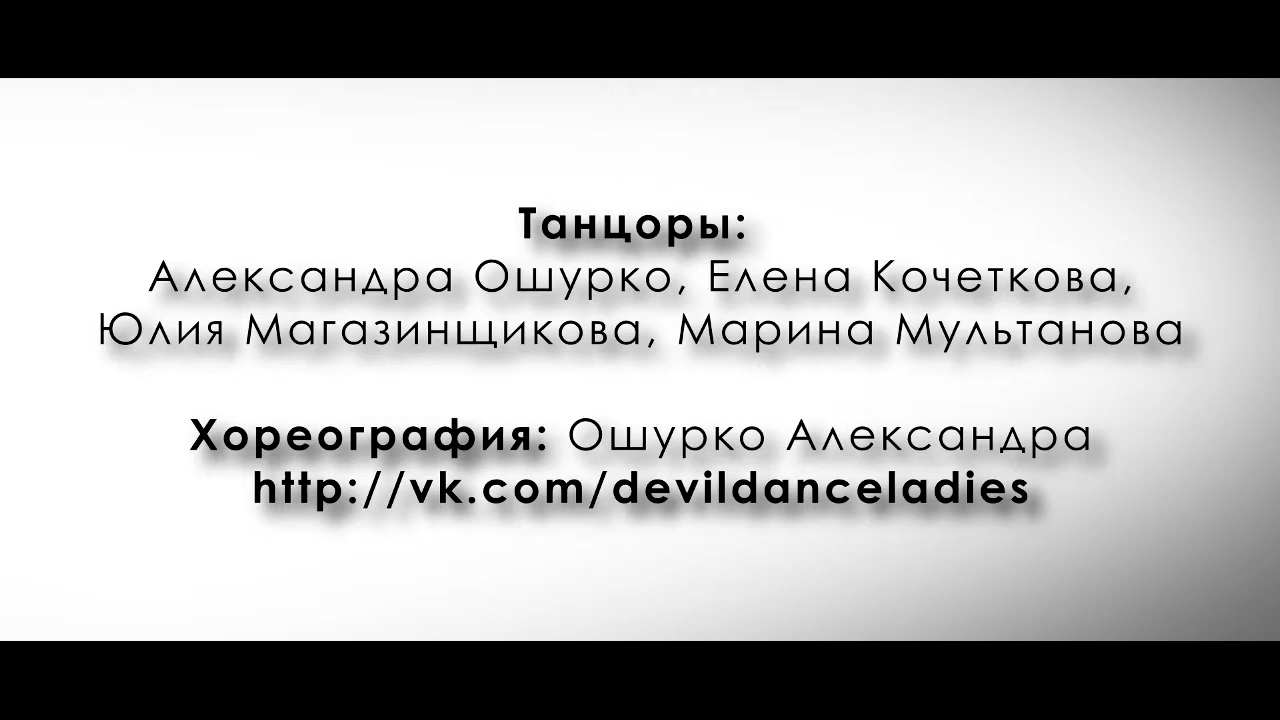 Танцоры:
Александра Ошурко, Елена Кочеткова,
Юлия Магазинщикова, Марина Мультанова
Хореография: Ошурко Александра
http://vk.com/devildanceladies